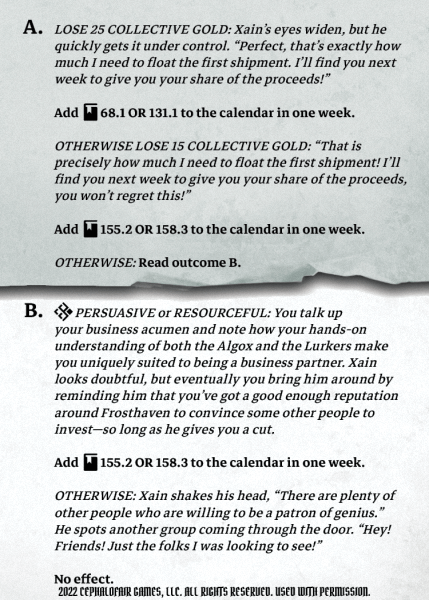 A. LOSE 25 COLLECTIVE GOLD: Xain's eyes widen, but he
quickly gets it under control. “Perfect, that's exactly how
much I need to float the first shipment. I'll find you next
week to give you your share of the proceeds!”
Add 68.1 OR 131.1 to the calendar in one week.
OTHERWISE LOSE 15 COLLECTIVE GOLD: “That is
precisely how much I need to float the first shipment! I'll
find you next week to give you your share of the proceeds,
you won't regret this!”
Add 155.2 OR 158.3 to the calendar in one week.
OTHERWISE: Read outcome B.
B. PERSUASIVE or RESOURCEFUL: You talk up
your business acumen and note how your hands-on
understanding of both the Algox and the Lurkers make
you uniquely suited to being a business partner. Xain
looks doubtful, but eventually you bring him around by
reminding him that you've got a good enough reputation
around Frosthaven to convince some other people to
invest—so long as he gives you a cut.
Add 155.2 OR 158.3 to the calendar in one week.
OTHERWISE: Xain shakes his head, “There are plenty of
other people who are willing to be a patron of genius.”
He spots another group coming through the door. “Hey!
Friends! Just the folks I was looking to see!”
No effect.
2022 CEPHALOFAIR GAMES, LLC. ALL RIGHTS RESERVED. USED WITH PERMISSION.